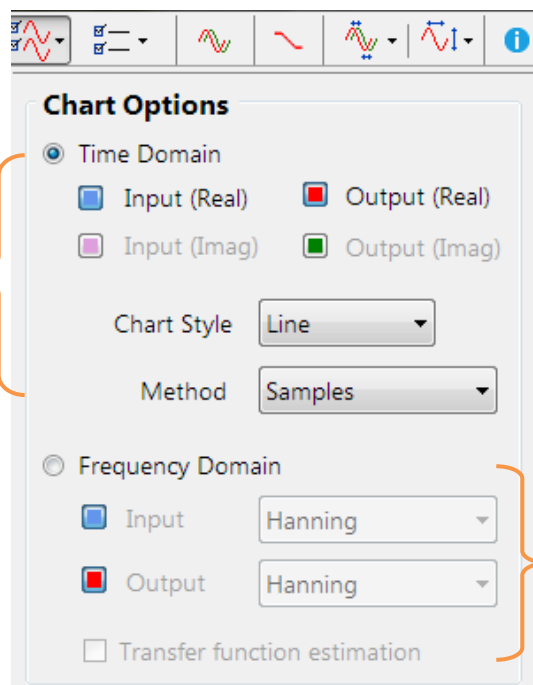 Chart Options
Time Domain
Input (Real) Output (Real)
Input (Imag) Output (Imag)
Chart Style Line
Method Samples
Frequency Domain
Input Hanning
Output Hanning
Transfer function estimation